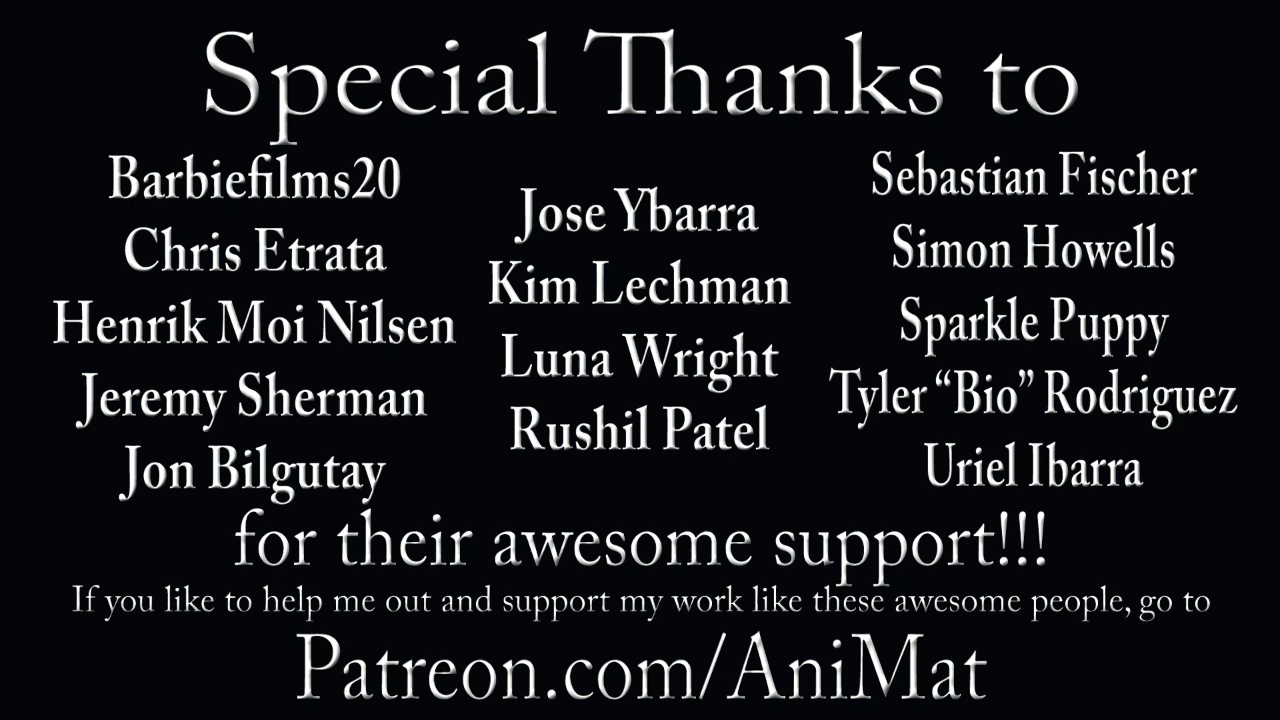 Special Thanks to
Barbiefilms20
Chris Etrata
Henrik Moi Nilsen
Jeremy Sherman
Jon Bilgutay
Jose Ybarra
Kim Lechman
Luna Wright
Rushil Patel
Sebastian Fischer
Simon Howells
Sparkle Puppy
Tyler “Bio” Rodriguez
Uriel Ibarra
for their awesome support!!!
If you like to help me out and support my work like these awesome people, go to
Patreon.com/AniMat